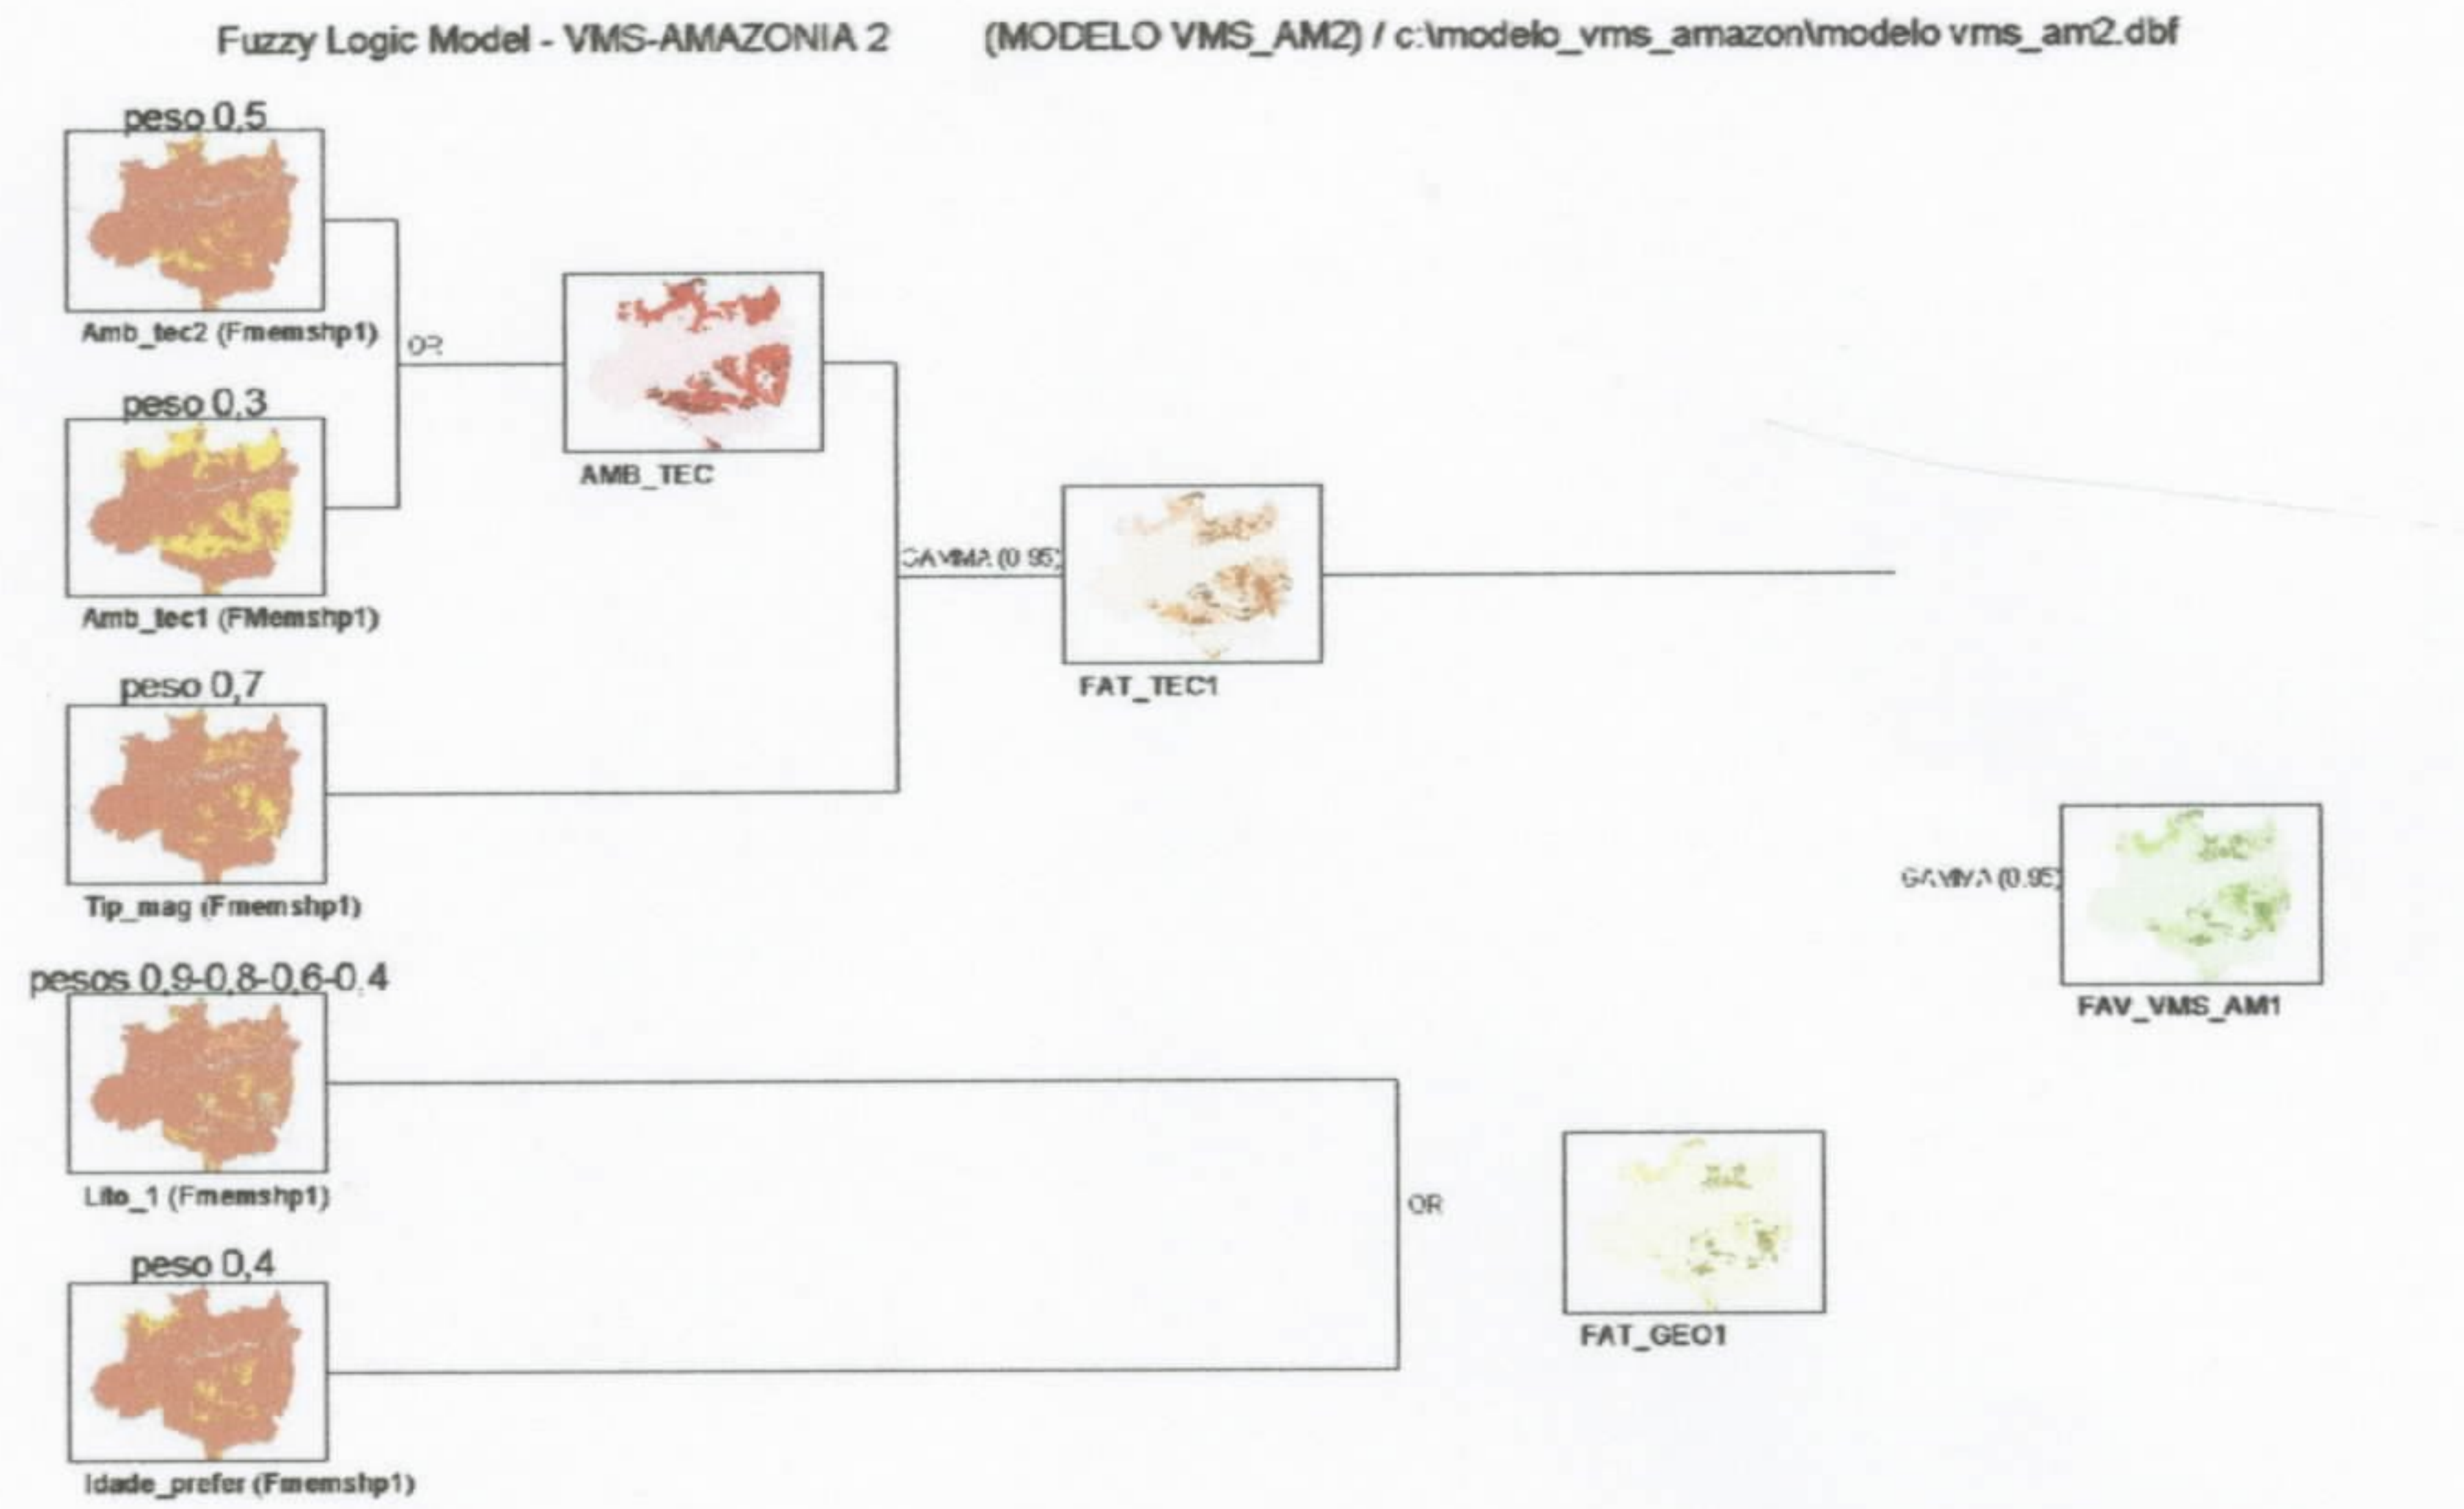 Fuzzy Logic Model - VMS-AMAZONIA 2 (MODELO VMS_AM2) / c:\modelo_vms_amazon\modelo vms_am2.dbf
peso 0,5
Amb_tec2 (Fmemshp1)
OR
peso 0,3
AMB_TEC
Amb_tec1 (FMemshp1)
GAMMA (0.95)
peso 0,7
FAT_TEC1
Tip_mag (Fmemshp1)
GAMMA (0.95)
pesos 0,9-0,8-0,6-0.4
FAV_VMS_AM1
Lito_1 (Fmemshp1)
OR
peso 0,4
FAT_GEO1
Idade_prefer (Fmemshp1)